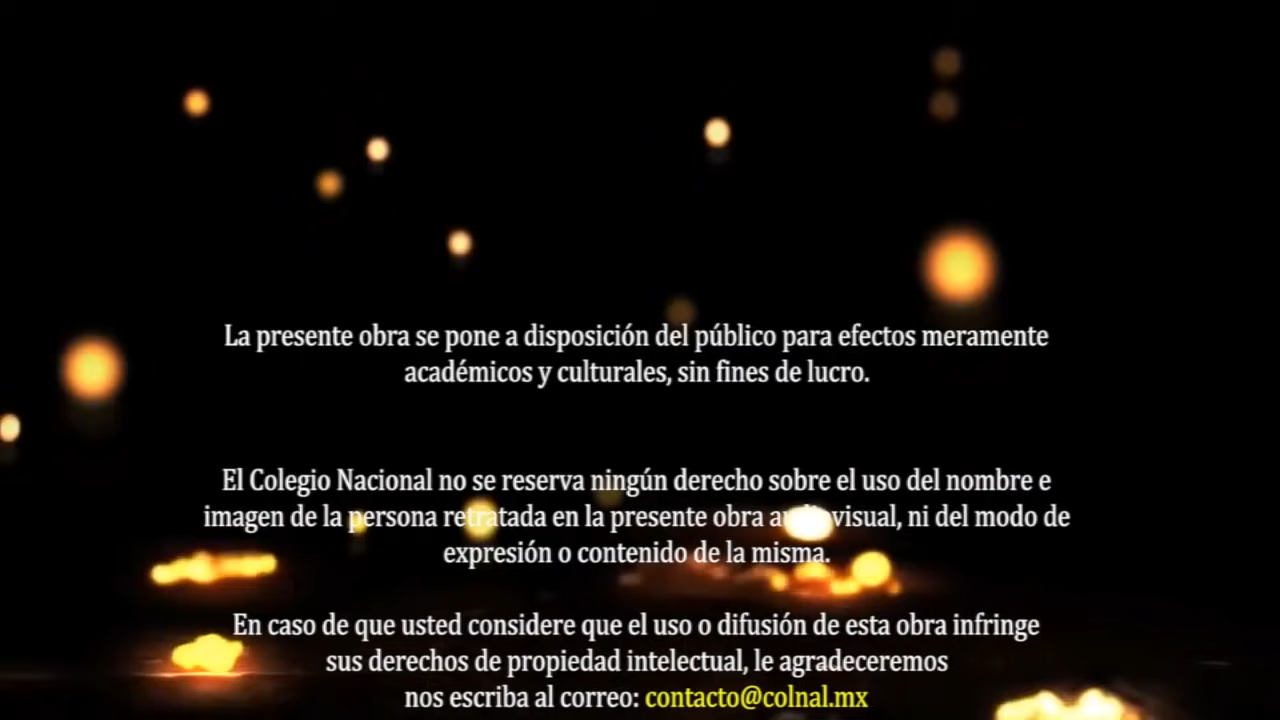 La presente obra se pone a disposición del público para efectos meramente
académicos y culturales, sin fines de lucro.
El Colegio Nacional no se reserva ningún derecho sobre el uso del nombre e
imagen de la persona retratada en la presente obra audiovisual, ni del modo de
expresión o contenido de la misma.
En caso de que usted considere que el uso o difusión de esta obra infringe
sus derechos de propiedad intelectual, le agradeceremos
nos escriba al correo: contacto@colnal.mx